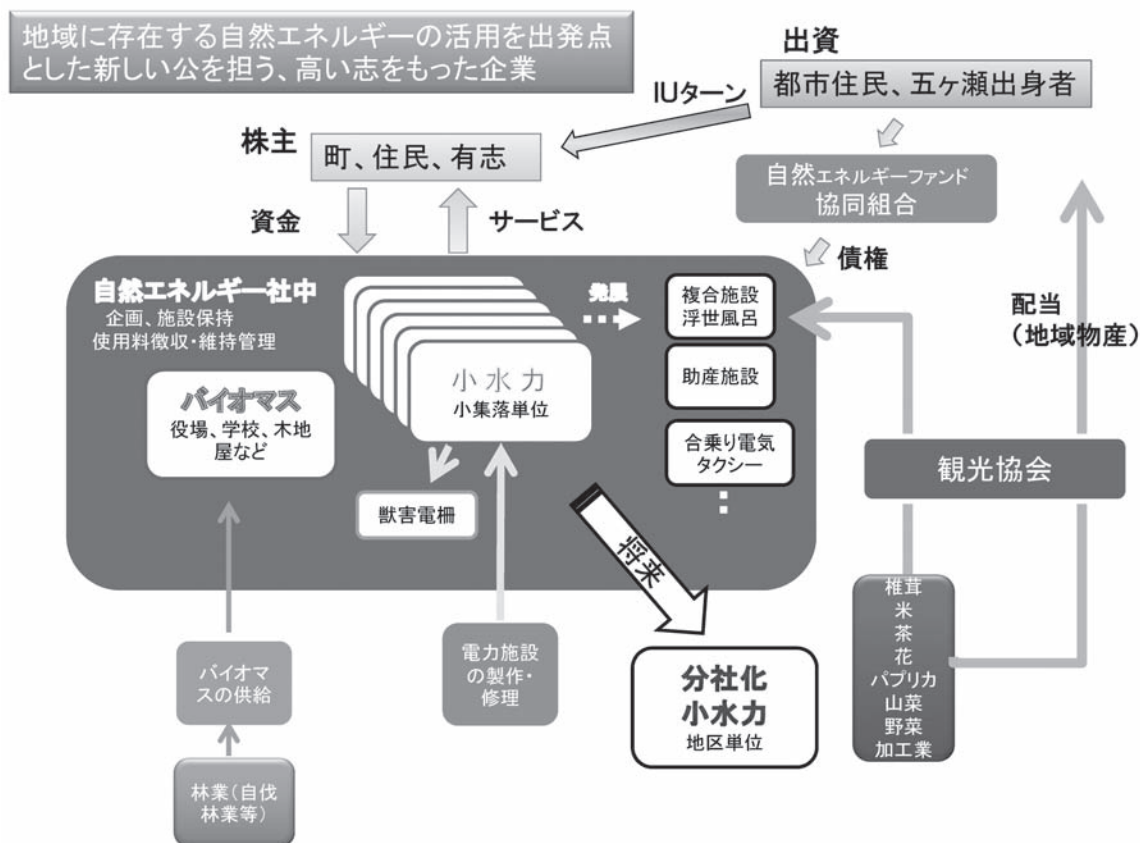 地域に存在する自然エネルギーの活用を出発点
とした新しい公を担う、高い志をもった企業
出資
都市住民、五ヶ瀬出身者
IUターン
株主
町、住民、有志
自然エネルギーファンド
協同組合
資金
サービス
債権
自然エネルギー社中
企画、施設保持
使用料徴収・維持管理
発展
複合施設
浮世風呂
配当
(地域物産)
バイオマス
役場、学校、木地
屋など
小水力
小集落単位
助産施設
合乗り電気
タクシー
獣害電柵
観光協会
将来
バイオマ
スの供給
電力施設
の製作・
修理
分社化
小水力
地区単位
椎茸
米
茶
花
パプリカ
山菜
野菜
加工業
林業(自伐
林業等)